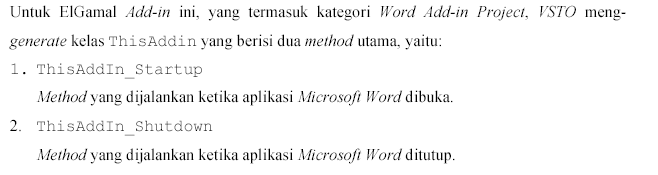 Untuk ElGamal Add-in ini, yang termasuk kategori Word Add-in Project, VSTO meng-
generate kelas ThisAddin yang berisi dua method utama, yaitu:
1. ThisAddIn_Startup
Method yang dijalankan ketika aplikasi Microsoft Word dibuka.
2. ThisAddIn_Shutdown
Method yang dijalankan ketika aplikasi Microsoft Word ditutup.